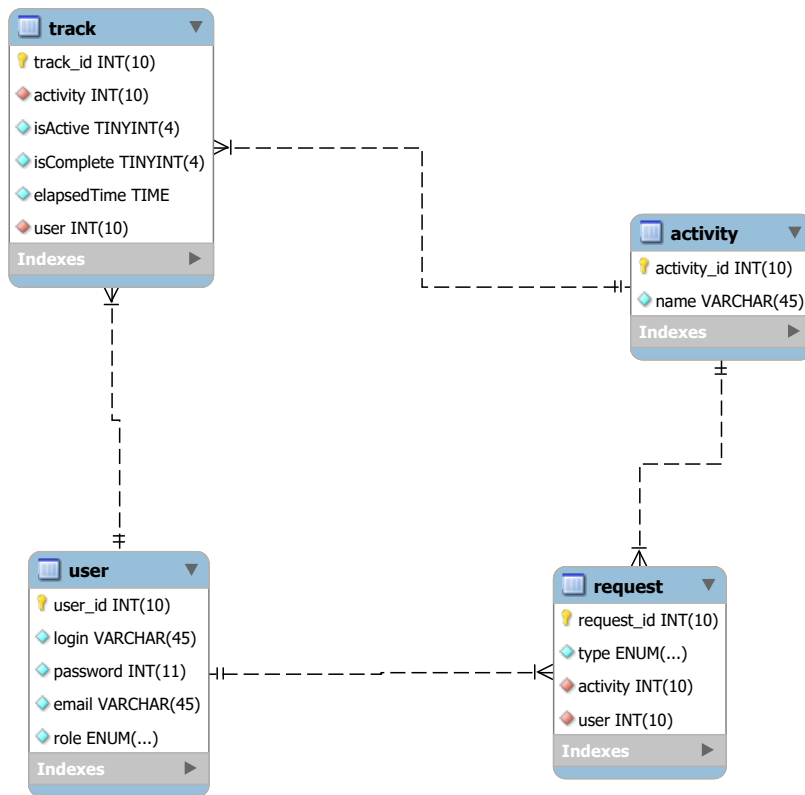 track
track_id INT(10)
activity INT(10)
isActive TINYINT(4)
isComplete TINYINT(4)
elapsedTime TIME
user INT(10)
Indexes
activity
activity_id INT(10)
name VARCHAR(45)
Indexes
user
user_id INT(10)
login VARCHAR(45)
password INT(11)
email VARCHAR(45)
role ENUM(...)
Indexes
request
request_id INT(10)
type ENUM(...)
activity INT(10)
user INT(10)
Indexes